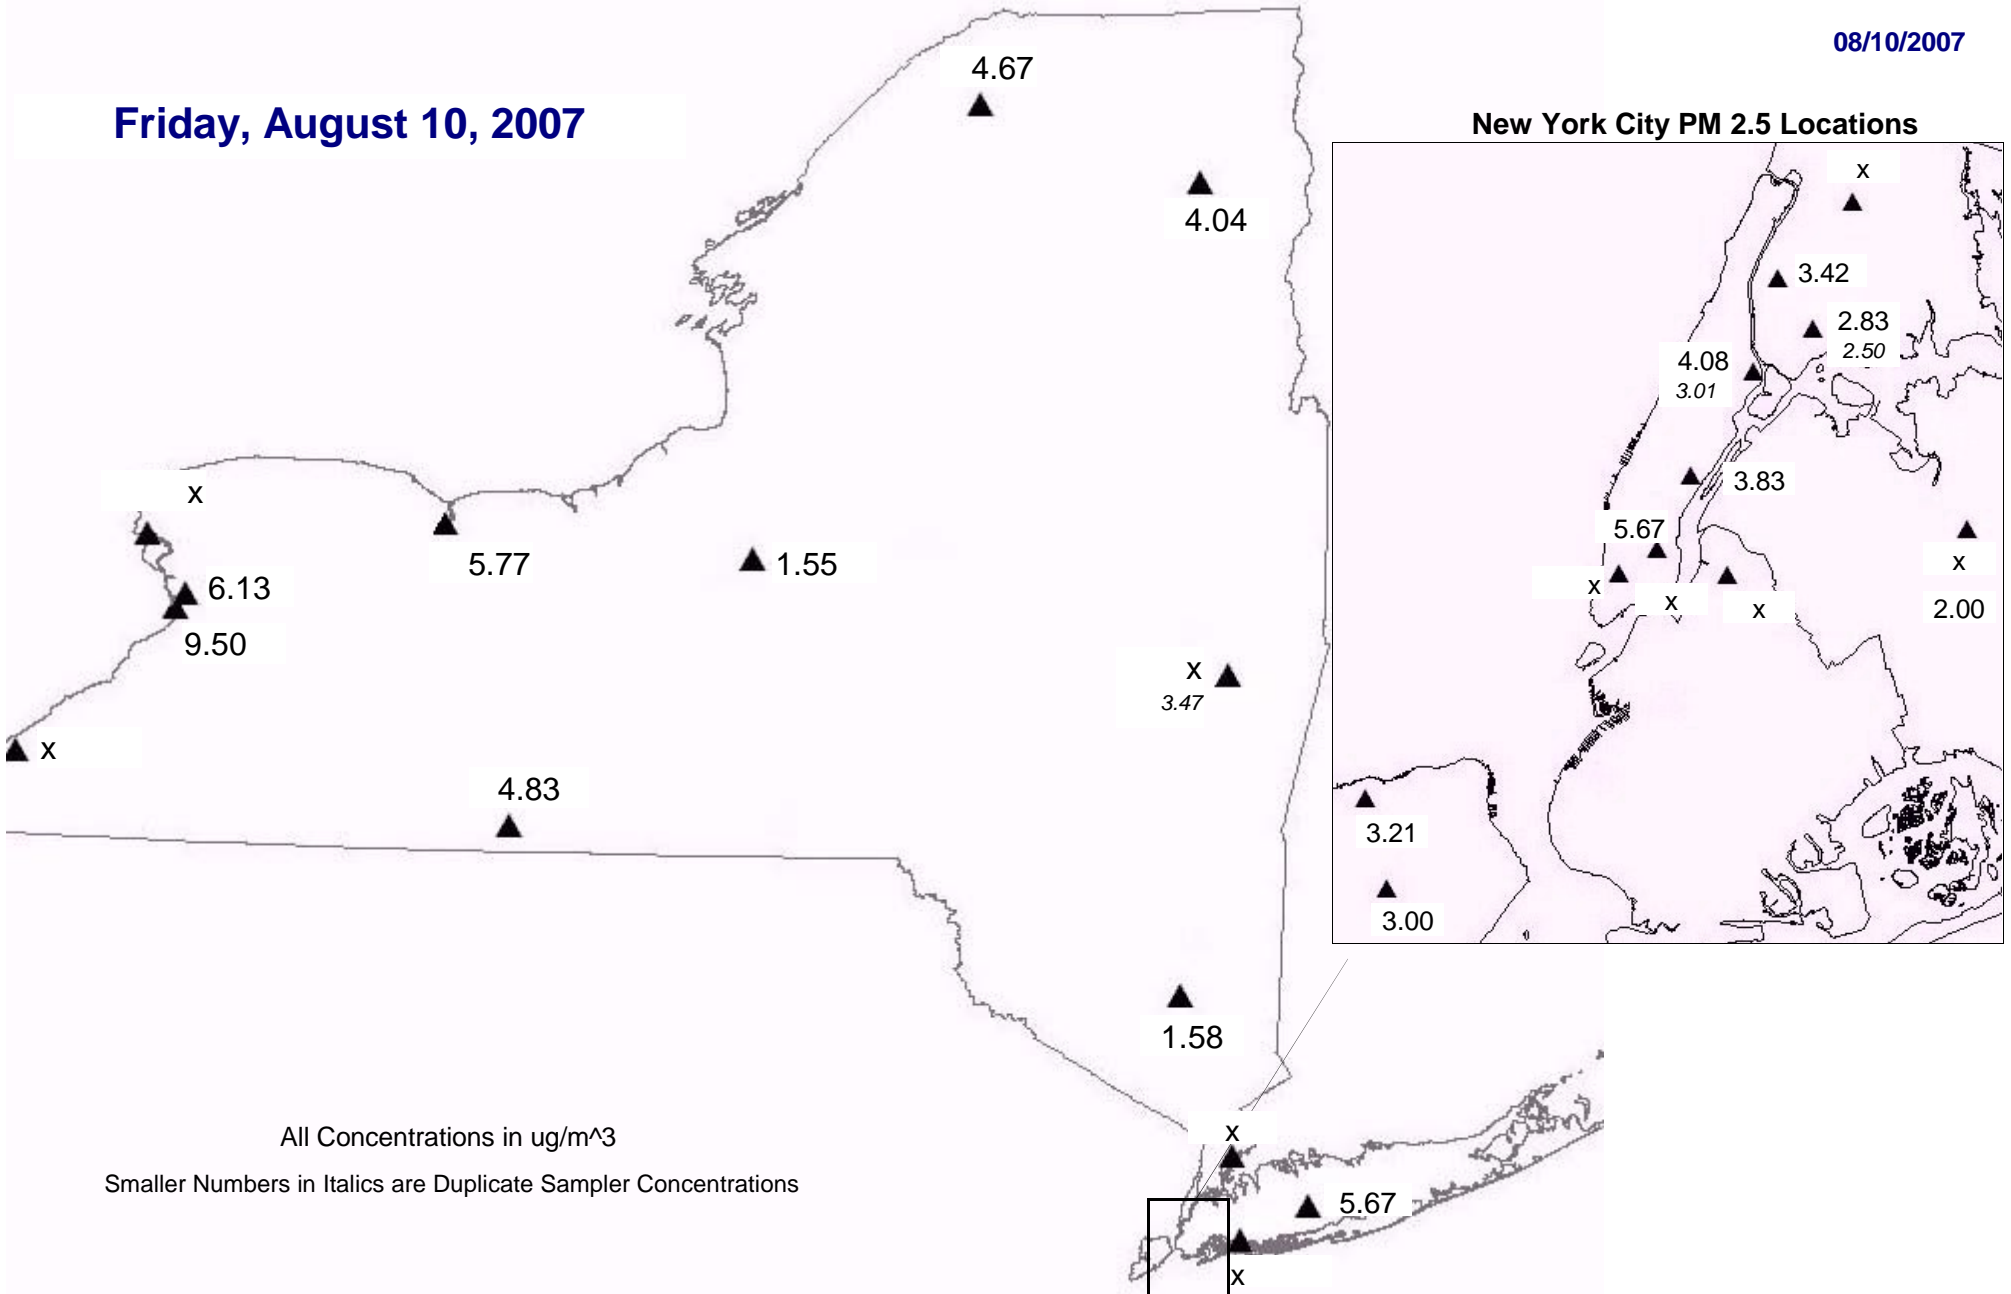 08/10/2007
4.67
Friday, August 10, 2007
New York City PM 2.5 Locations
x
4.04
3.42
2.83
2.50
4.08
3.01
3.83
5.67
x
x
x
x
2.00
3.21
3.00
x
5.77
1.55
6.13
9.50
x
3.47
x
4.83
1.58
x
5.67
x
All Concentrations in ug/m^3
Smaller Numbers in Italics are Duplicate Sampler Concentrations